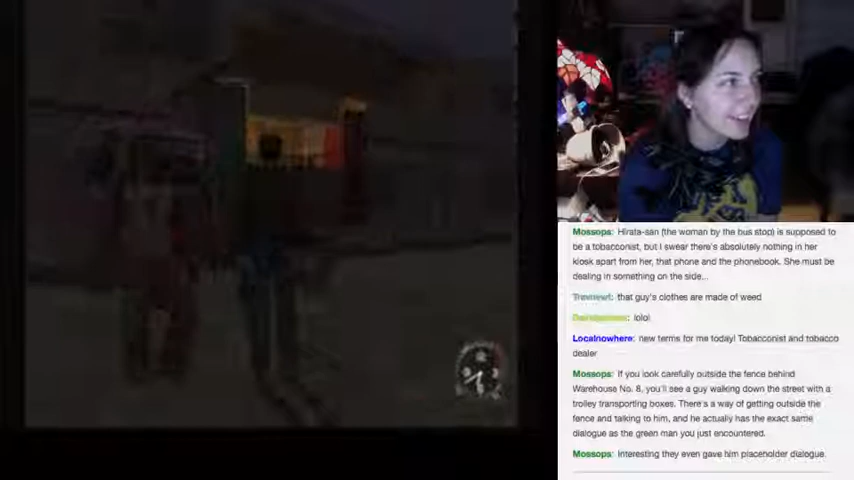 Mossops: Hirata-san (the woman by the bus stop) is supposed to
be a tobacconist, but I swear there's absolutely nothing in her
kiosk apart from her, that phone and the phonebook. She must be
dealing in something on the side...
that guy's clothes are made of weed
lolo!
Localnowhere: new terms for me today! Tobacconist and tobacco
dealer
Mossops: If you look carefully outside the fence behind
Warehouse No. 8, you'll see a guy walking down the street with a
trolley transporting boxes. There's a way of getting outside the
fence and talking to him, and he actually has the exact same
dialogue as the green man you just encountered.
Mossops: Interesting they even gave him placeholder dialogue.